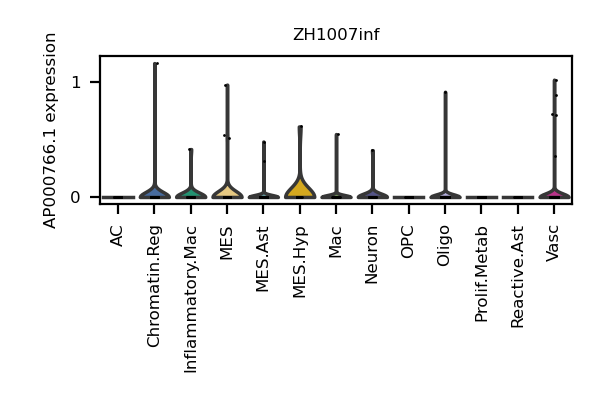 ZH1007inf
AP000766.1 expression
1
0
AC
Chromatin.Reg
Inflammatory.Mac
MES
MES.Ast
MES.Hyp
Mac
Neuron
OPC
Oligo
Prolif.Metab
Reactive.Ast
Vasc